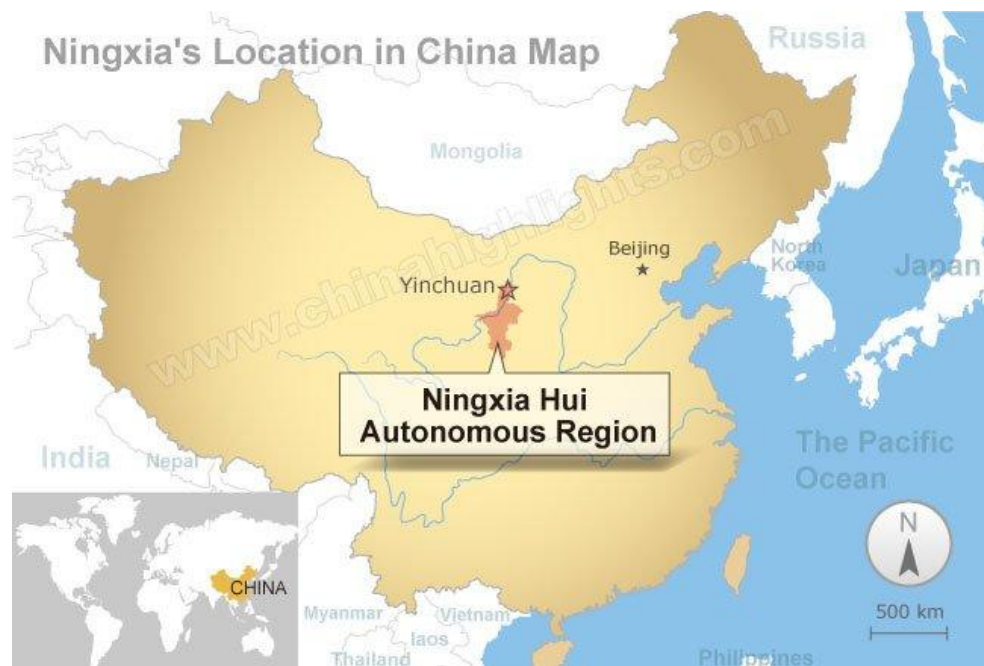 Ningxia's Location in China Map
Russia
Mongolia
www.chinahighlights.com
Beijing
North
Korea
Japan
Yinchuan
Ningxia Hui
Autonomous Region
The Pacific
Ocean
India
Nepal
CHINA
N
500 km
Myanmar
Vietnam
laos
Thailand
Philippines